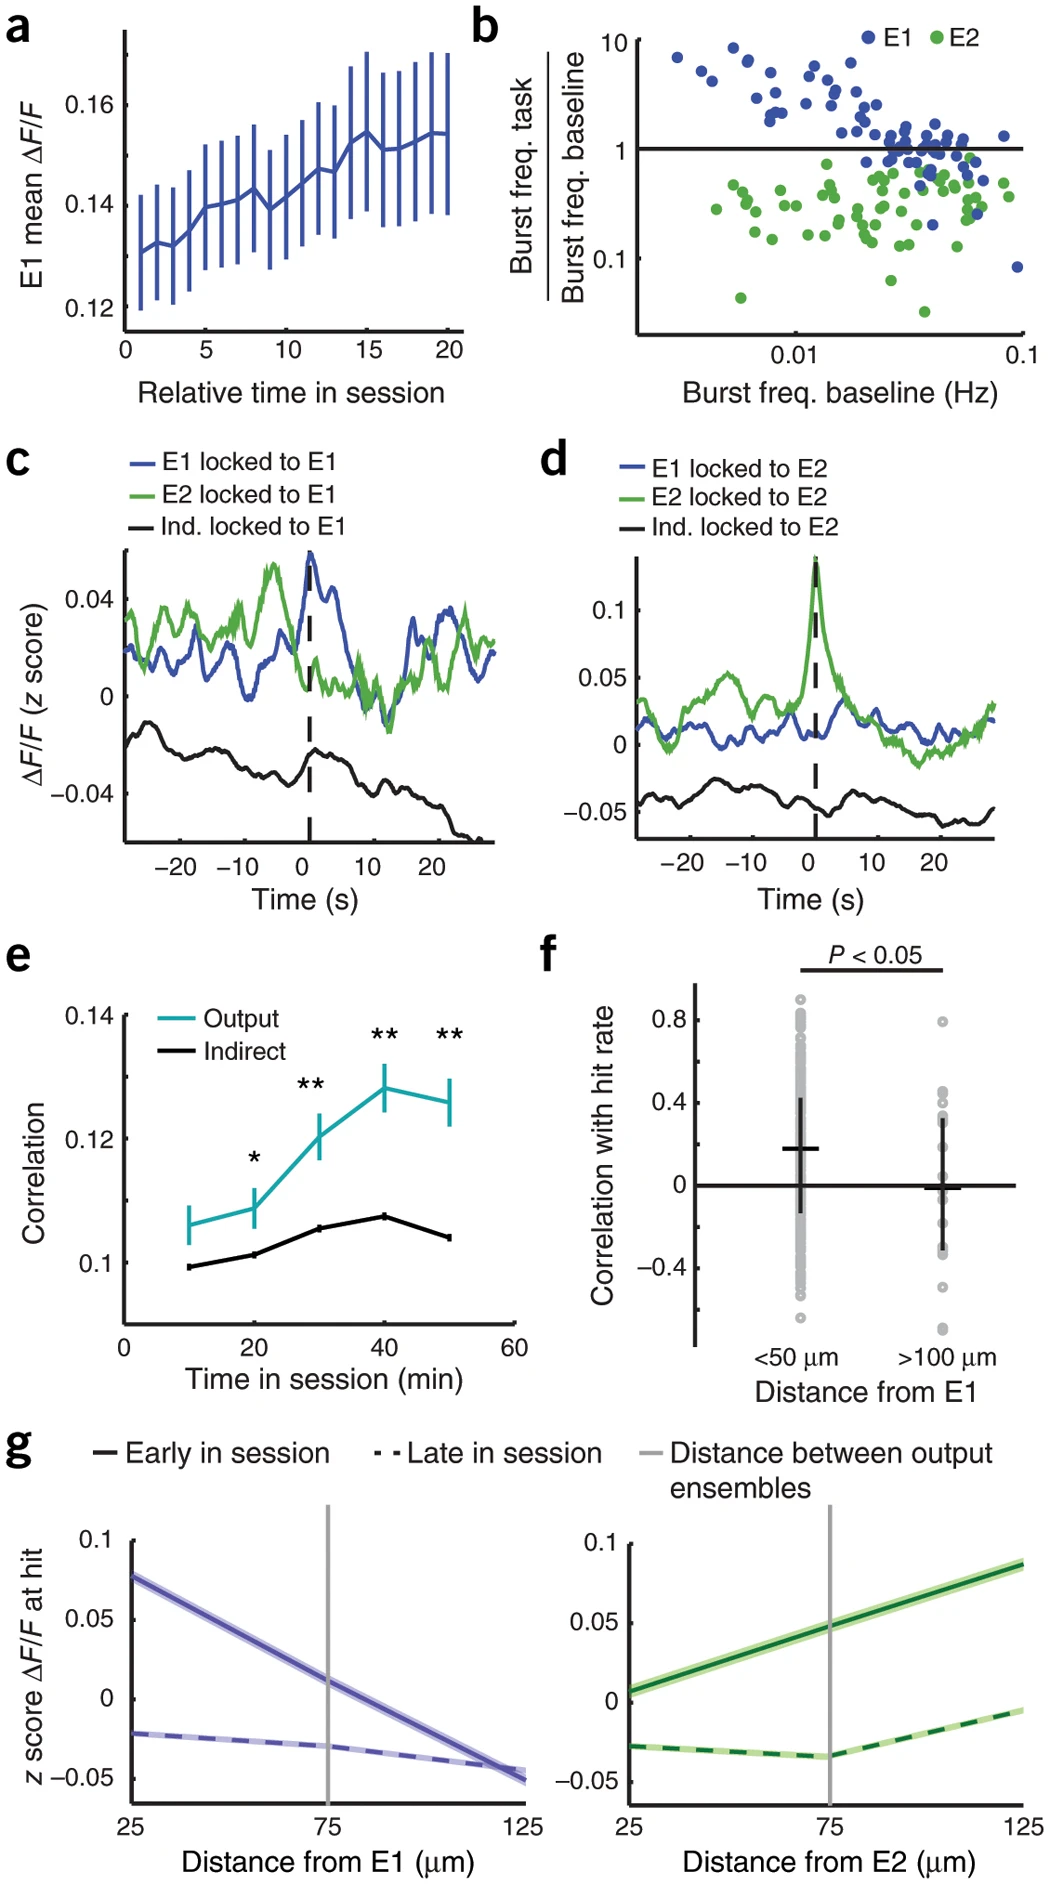 a
E1 mean ΔF/F
0.16
0.14
0.12
0 5 10 15 20
Relative time in session
b
E1 E2
Burst freq. task
Burst freq. baseline
10
1
0.1
0.01 0.1
Burst freq. baseline (Hz)
c
E1 locked to E1
E2 locked to E1
Ind. locked to E1
ΔF/F (z score)
0.04
0
−0.04
−20 −10 0 10 20
Time (s)
d
E1 locked to E2
E2 locked to E2
Ind. locked to E2
0.1
0.05
0
−0.05
−20 −10 0 10 20
Time (s)
e
Output
Indirect
* ** ** **
Correlation
0.14
0.12
0.1
0 20 40 60
Time in session (min)
f
P < 0.05
Correlation with hit rate
0.8
0.4
0
−0.4
<50 μm >100 μm
Distance from E1
g
Early in session Late in session Distance between output
ensembles
z score ΔF/F at hit
0.1
0.05
0
−0.05
25 75 125
Distance from E1 (μm)
0.1
0.05
0
−0.05
25 75 125
Distance from E2 (μm)